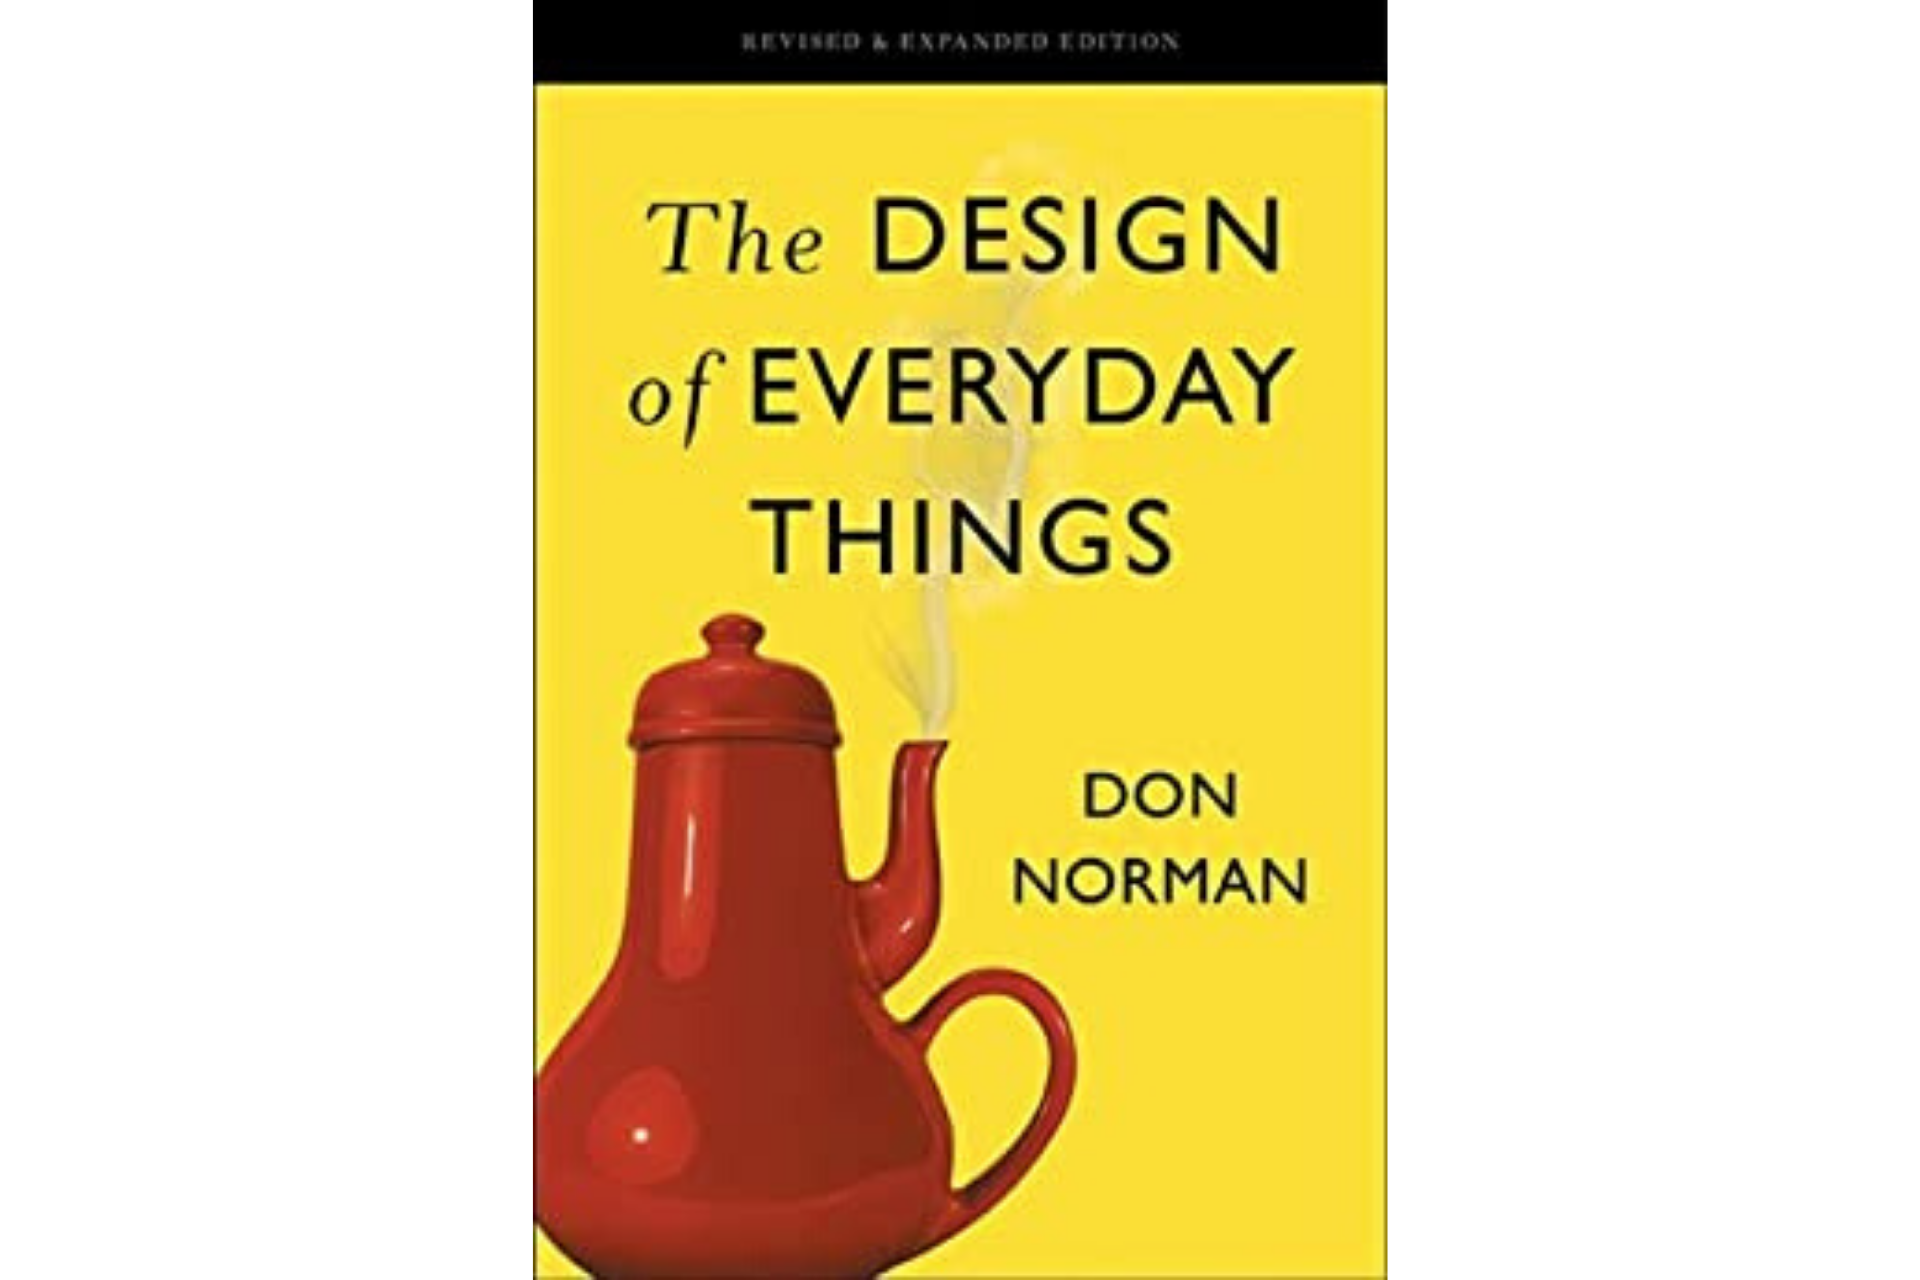 REVISED & EXPANDED EDITION
The DESIGN
of EVERYDAY
THINGS
DON
NORMAN